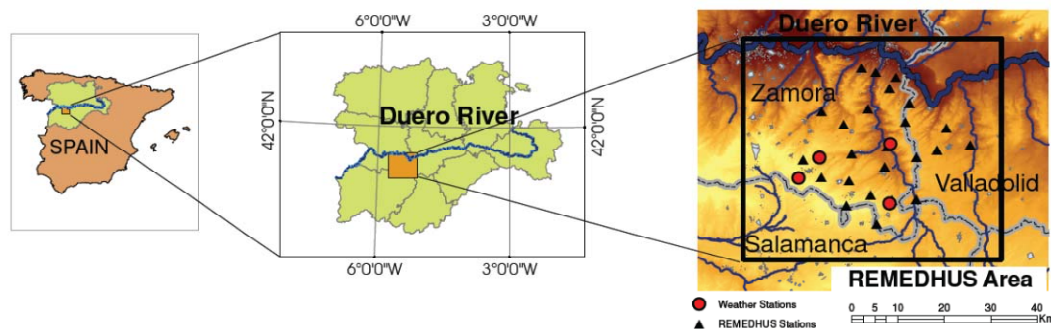 SPAIN
6°0'0"W
3°0'0"W
42°0'0"N
Duero River
42°0'0"N
6°0'0"W
3°0'0"W
Duero River
Zamora
Valladolid
Salamanca
REMEDHUS Area
Weather Stations
REMEDHUS Stations
0 5 10 20 30 40
Km